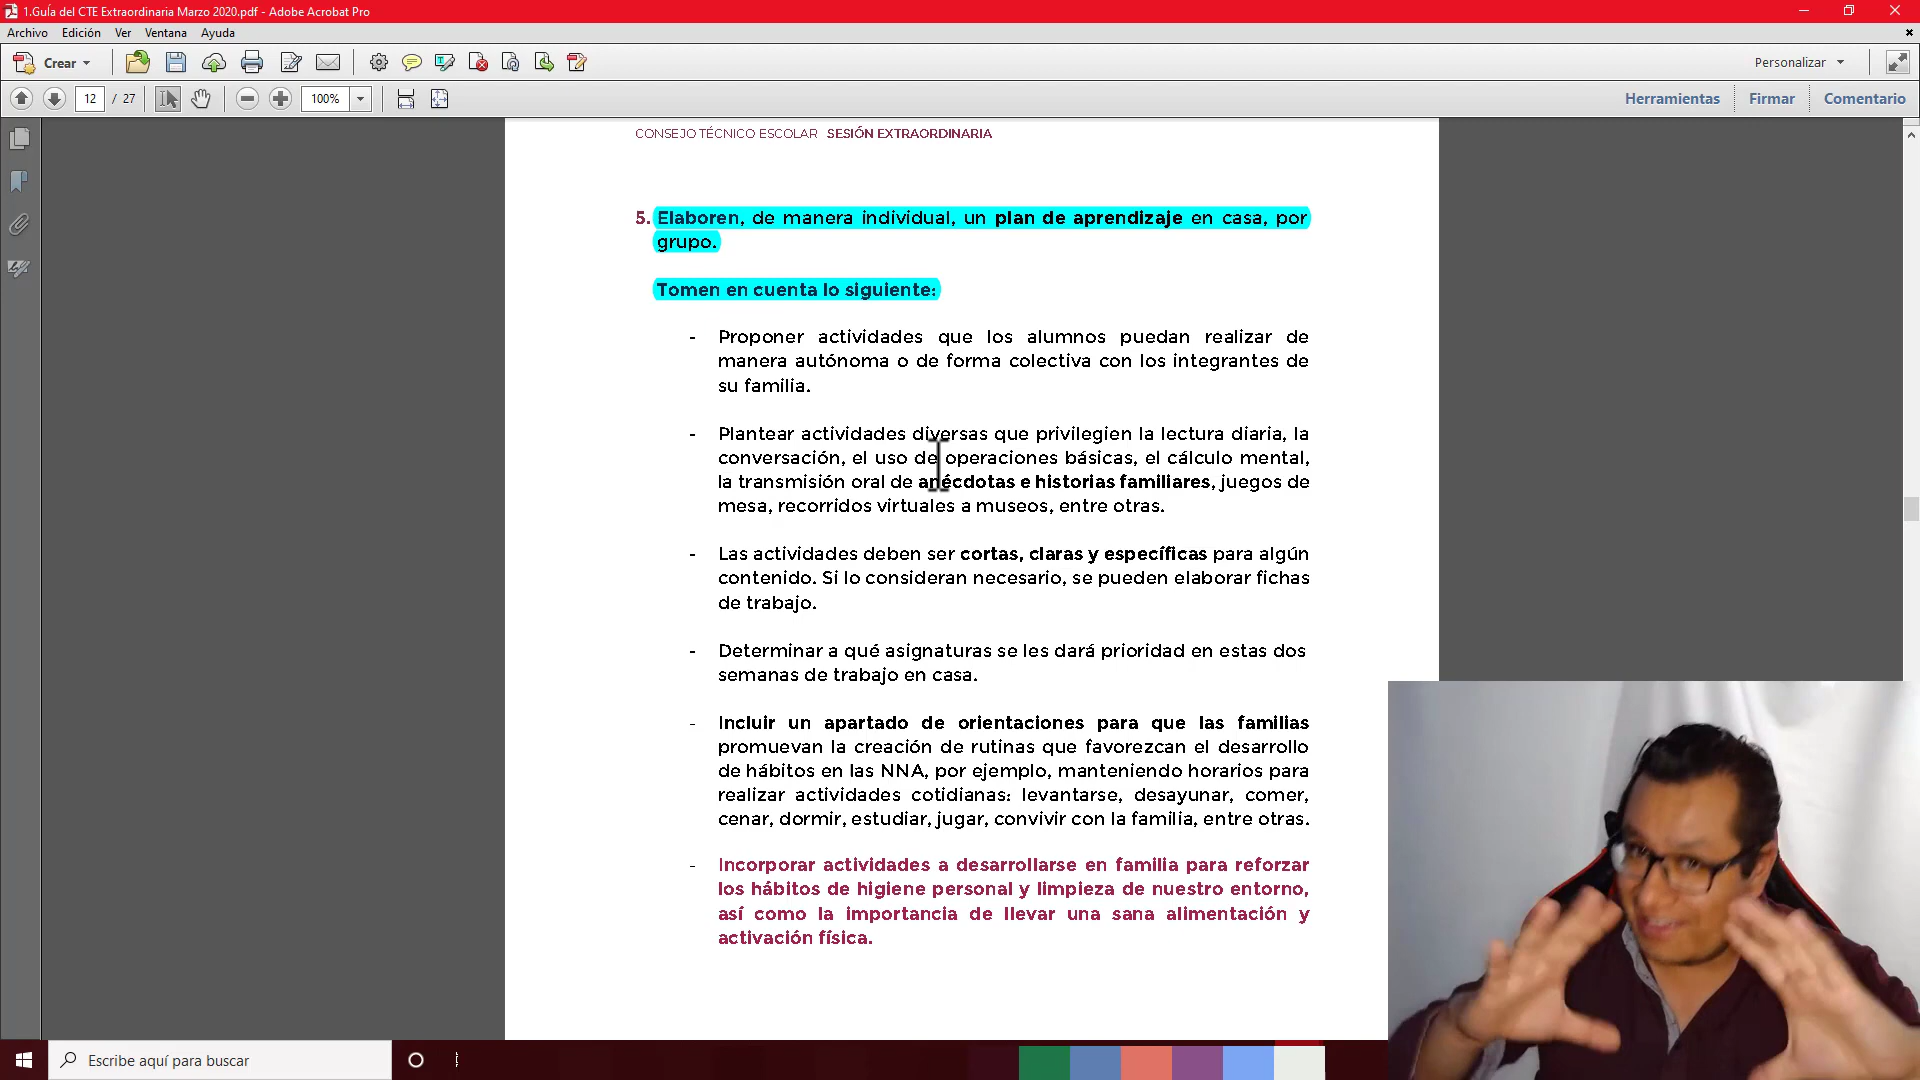 1.Guía del CTE Extraordinaria Marzo 2020.pdf - Adobe Acrobat Pro
Archivo Edición Ver Ventana Ayuda
Crear Personalizar
12 / 27 100% Herramientas Firmar Comentario
CONSEJO TÉCNICO ESCOLAR SESIÓN EXTRAORDINARIA
5. Elaboren, de manera individual, un plan de aprendizaje en casa, por
grupo.
Tomen en cuenta lo siguiente:
- Proponer actividades que los alumnos puedan realizar de
manera autónoma o de forma colectiva con los integrantes de
su familia.
- Plantear actividades diversas que privilegien la lectura diaria, la
conversación, el uso de operaciones básicas, el cálculo mental,
la transmisión oral de anécdotas e historias familiares, juegos de
mesa, recorridos virtuales a museos, entre otras.
- Las actividades deben ser cortas, claras y específicas para algún
contenido. Si lo consideran necesario, se pueden elaborar fichas
de trabajo.
- Determinar a qué asignaturas se les dará prioridad en estas dos
semanas de trabajo en casa.
- Incluir un apartado de orientaciones para que las familias
promuevan la creación de rutinas que favorezcan el desarrollo
de hábitos en las NNA, por ejemplo, manteniendo horarios para
realizar actividades cotidianas: levantarse, desayunar, comer,
cenar, dormir, estudiar, jugar, convivir con la familia, entre otras.
- Incorporar actividades a desarrollarse en familia para reforzar
los hábitos de higiene personal y limpieza de nuestro entorno,
así como la importancia de llevar una sana alimentación y
activación física.
Escribe aquí para buscar